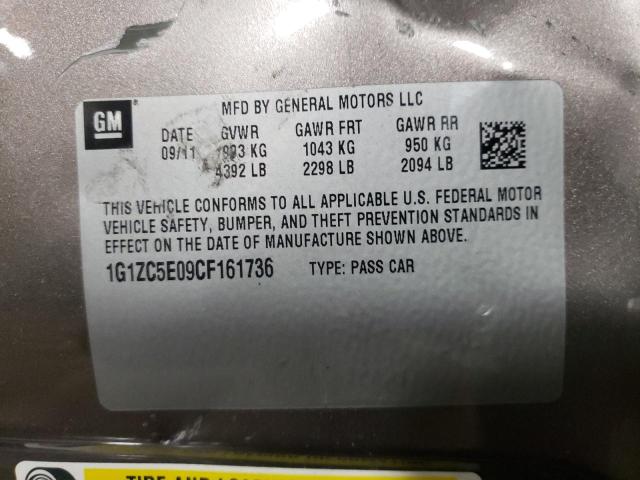 MFD BY GENERAL MOTORS LLC
GM
DATE GVWR GAWR FRT GAWR RR
09/11 1043 KG 950 KG
4392 LB 2298 LB 2094 LB
THIS VEHICLE CONFORMS TO ALL APPLICABLE U.S. FEDERAL MOTOR
VEHICLE SAFETY, BUMPER, AND THEFT PREVENTION STANDARDS IN
EFFECT ON THE DATE OF MANUFACTURE SHOWN ABOVE.
1G1ZC5E09CF161736 TYPE: PASS CAR
TIRE AND